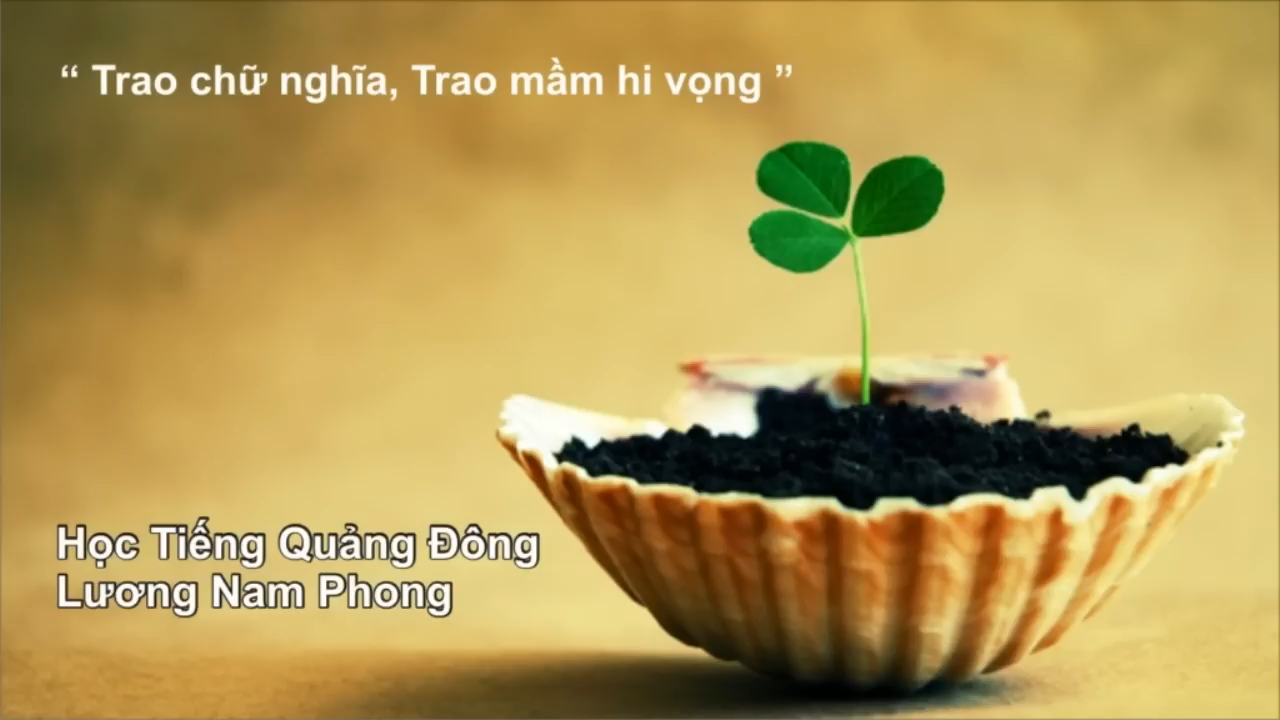 “ Trao chữ nghĩa, Trao mầm hi vọng ”
Học Tiếng Quảng Đông
Lương Nam Phong